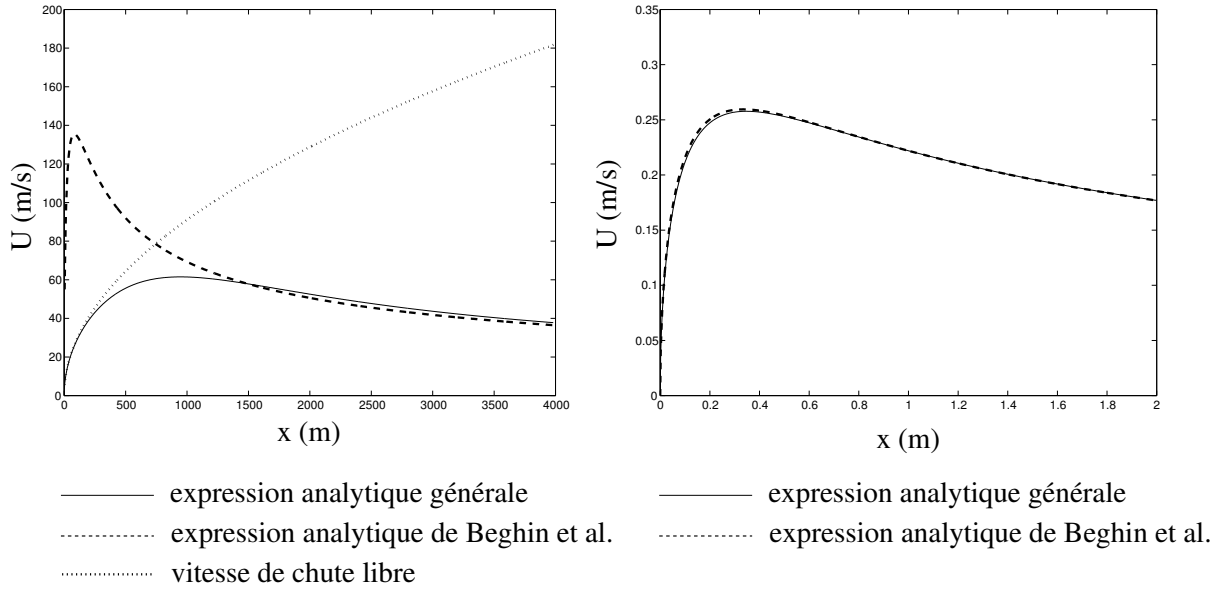 200
180
160
140
120
100
80
60
40
20
0
U (m/s)
0 500 1000 1500 2000 2500 3000 3500 4000
x (m)
expression analytique générale
expression analytique de Beghin et al.
vitesse de chute libre
0.35
0.3
0.25
0.2
0.15
0.1
0.05
0
U (m/s)
0 0.2 0.4 0.6 0.8 1 1.2 1.4 1.6 1.8 2
x (m)
expression analytique générale
expression analytique de Beghin et al.